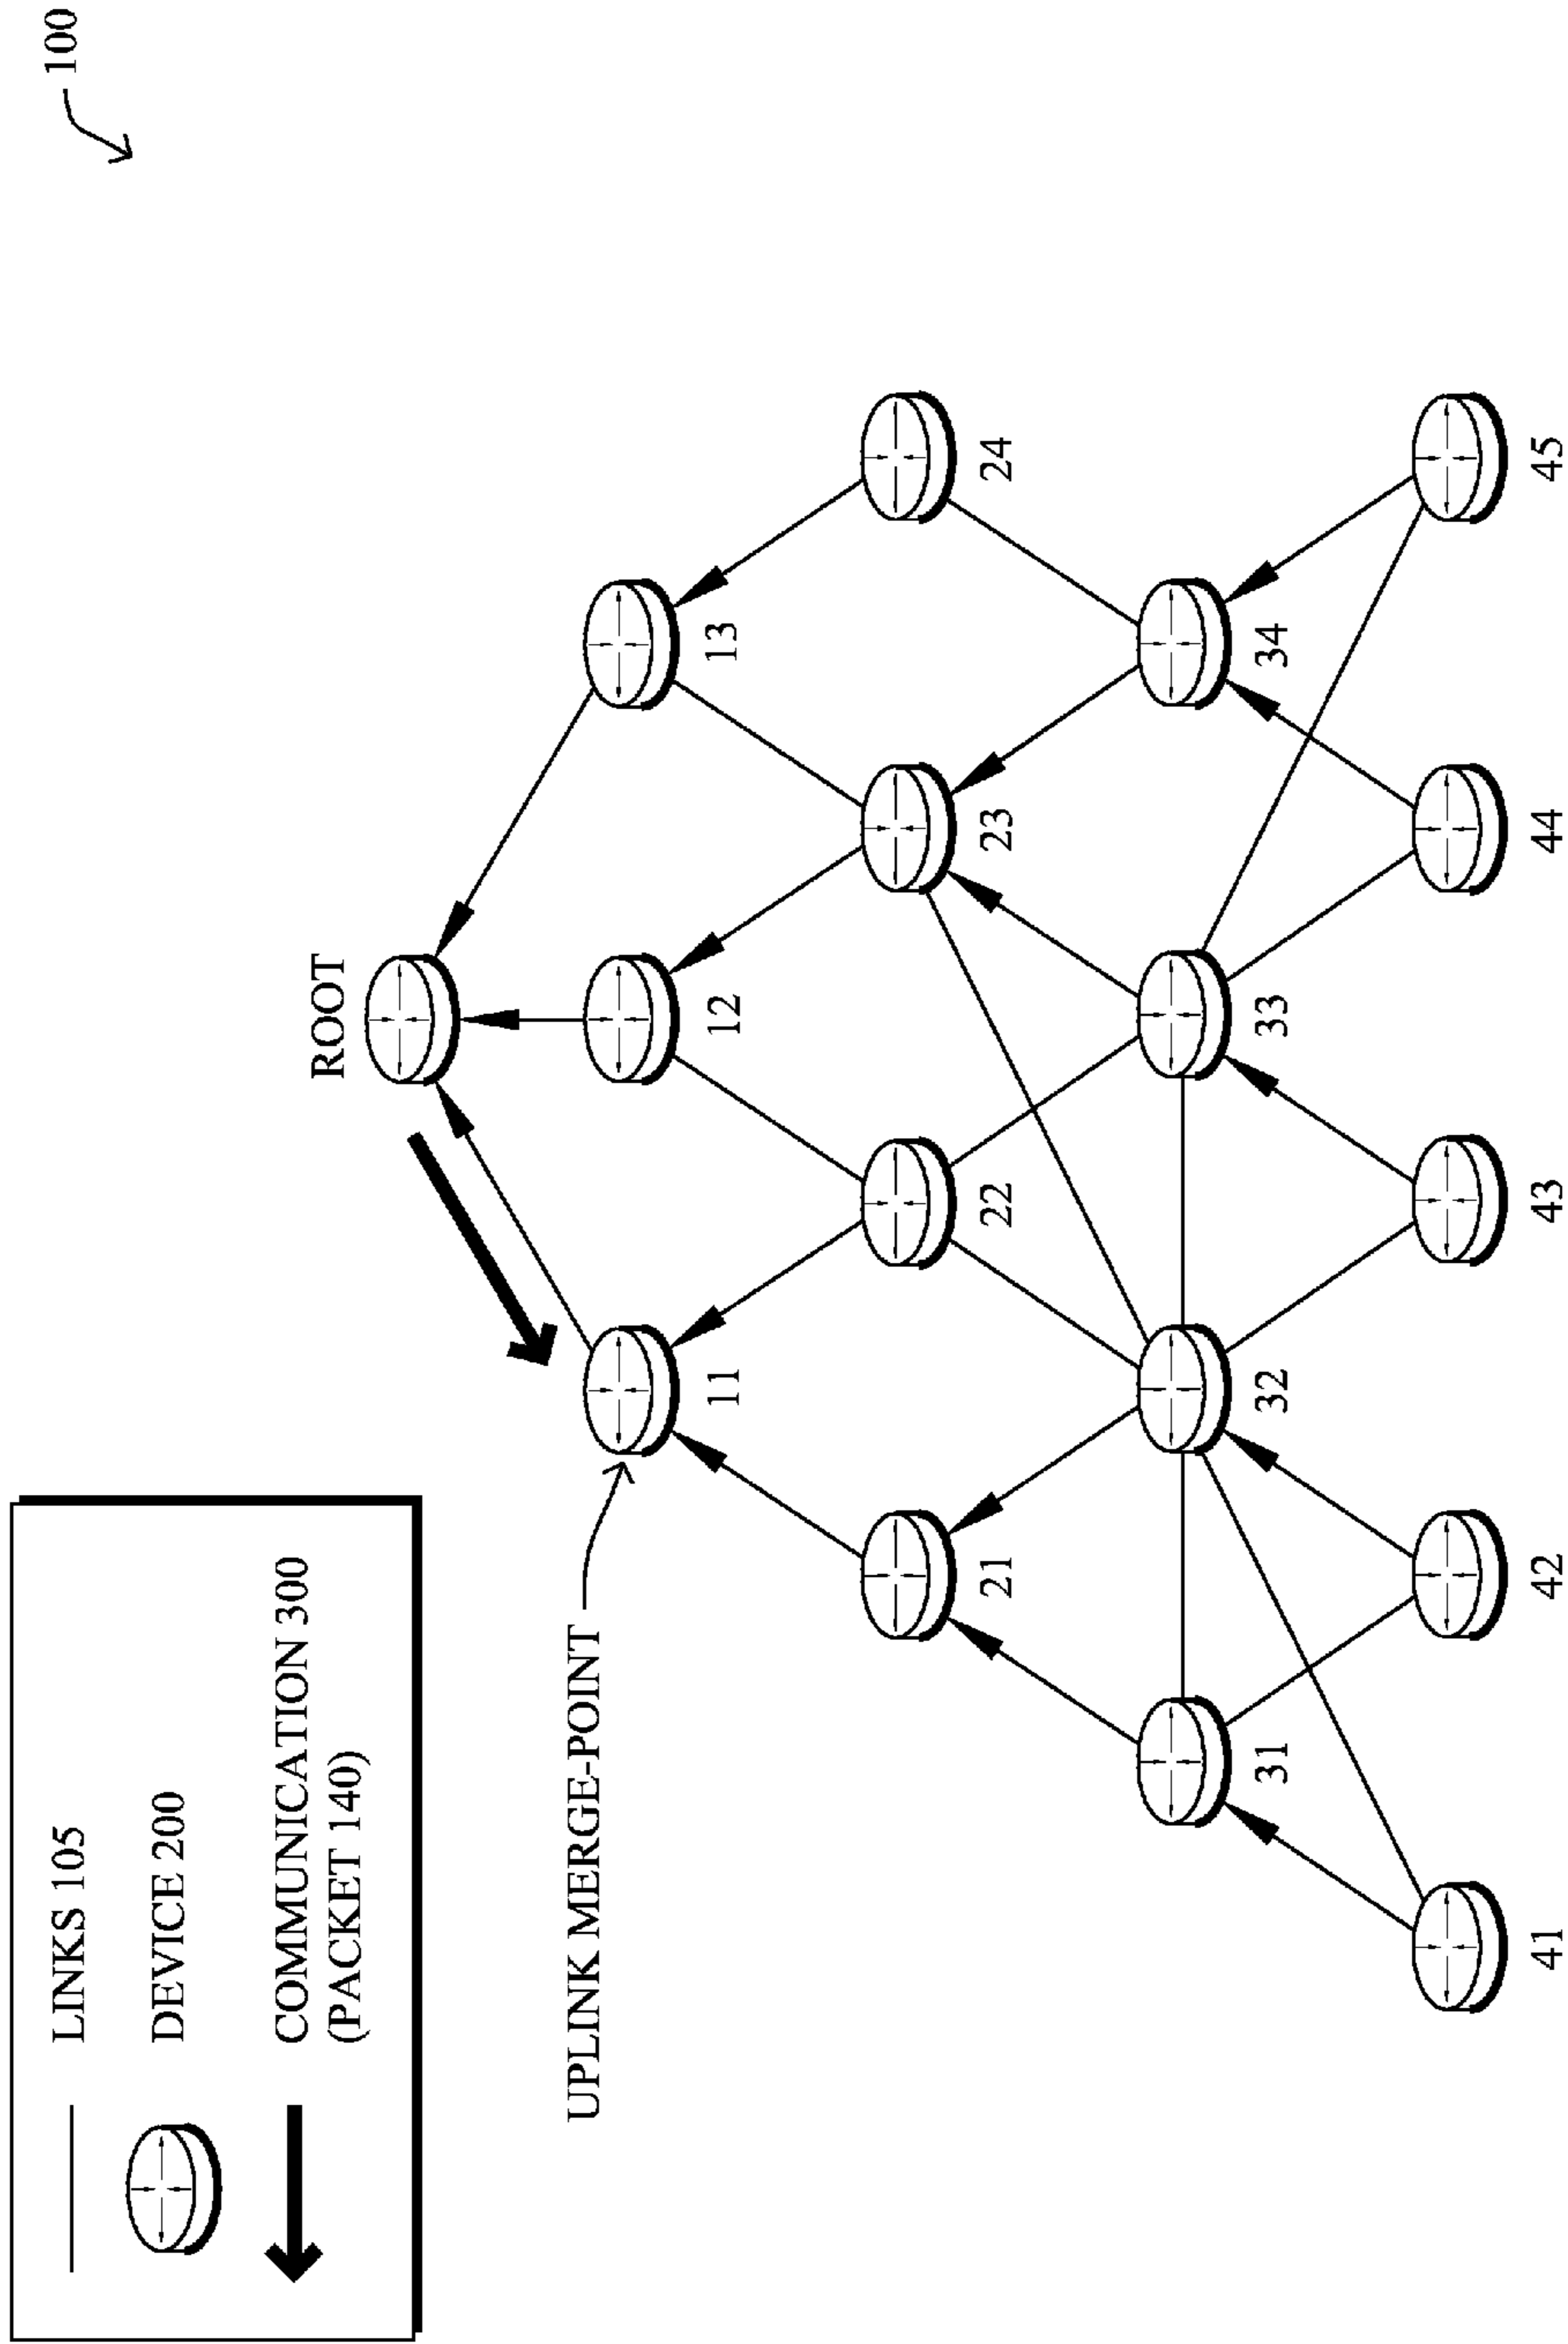 100
LINKS 105
DEVICE 200
COMMUNICATION 300
(PACKET 140)
ROOT
UPLINK MERGE-POINT
11
12
13
21
22
23
24
31
32
33
34
41
42
43
44
45